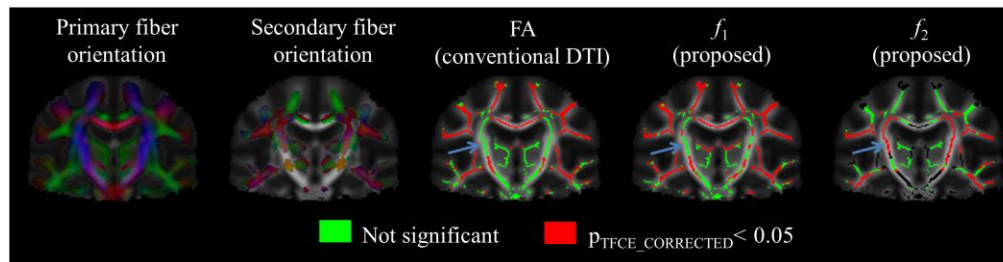 Primary fiber
orientation
Secondary fiber
orientation
FA
(conventional DTI)
f1
(proposed)
f2
(proposed)
Not significant
pTFCE_CORRECTED< 0.05